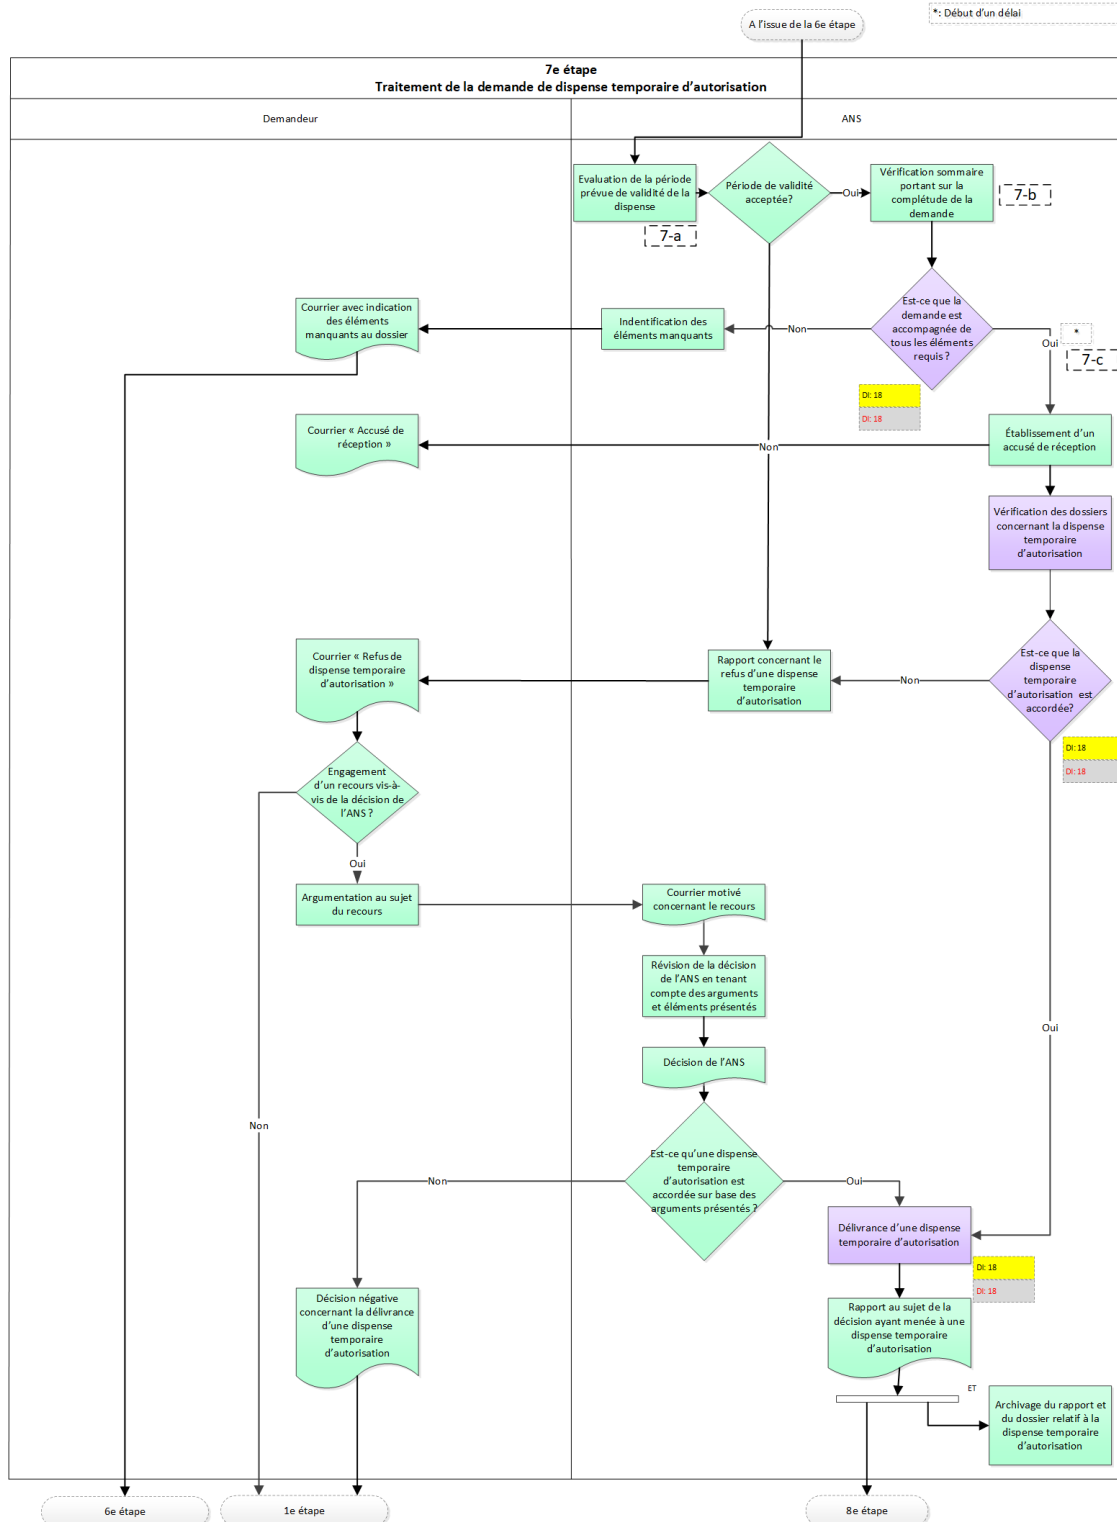 *: Début d'un délai
A l'issue de la 6e étape
7e étape
Traitement de la demande de dispense temporaire d'autorisation
Demandeur
ANS
Evaluation de la période
prévue de validité de la
dispense
7-a
Période de validité
acceptée?
Oui
Vérification sommaire
portant sur la
complétude de la
demande
7-b
Est-ce que la
demande est
accompagnée de
tous les éléments
requis ?
Non
Indentification des
éléments manquants
Courrier avec indication
des éléments
manquants au dossier
*
Oui
7-c
DI: 18
DI: 18
Courrier « Accusé de
réception »
Établissement d'un
accusé de réception
Non
Vérification des dossiers
concernant la dispense
temporaire
d'autorisation
Est-ce que la
dispense
temporaire
d'autorisation est
accordée?
Non
Rapport concernant le
refus d'une dispense
temporaire
d'autorisation
Courrier « Refus de
dispense temporaire
d'autorisation »
DI: 18
DI: 18
Engagement
d'un recours vis-à-
vis de la décision de
l'ANS ?
Oui
Argumentation au sujet
du recours
Courrier motivé
concernant le recours
Révision de la décision
de l'ANS en tenant
compte des arguments
et éléments présentés
Oui
Décision de l'ANS
Non
Est-ce qu'une dispense
temporaire
d'autorisation est
accordée sur base des
arguments présentés ?
Non
Oui
Délivrance d'une dispense
temporaire d'autorisation
DI: 18
DI: 18
Décision négative
concernant la délivrance
d'une dispense
temporaire
d'autorisation
Rapport au sujet de la
décision ayant menée à une
dispense temporaire
d'autorisation
ET
Archivage du rapport et
du dossier relatif à la
dispense temporaire
d'autorisation
6e étape
1e étape
8e étape